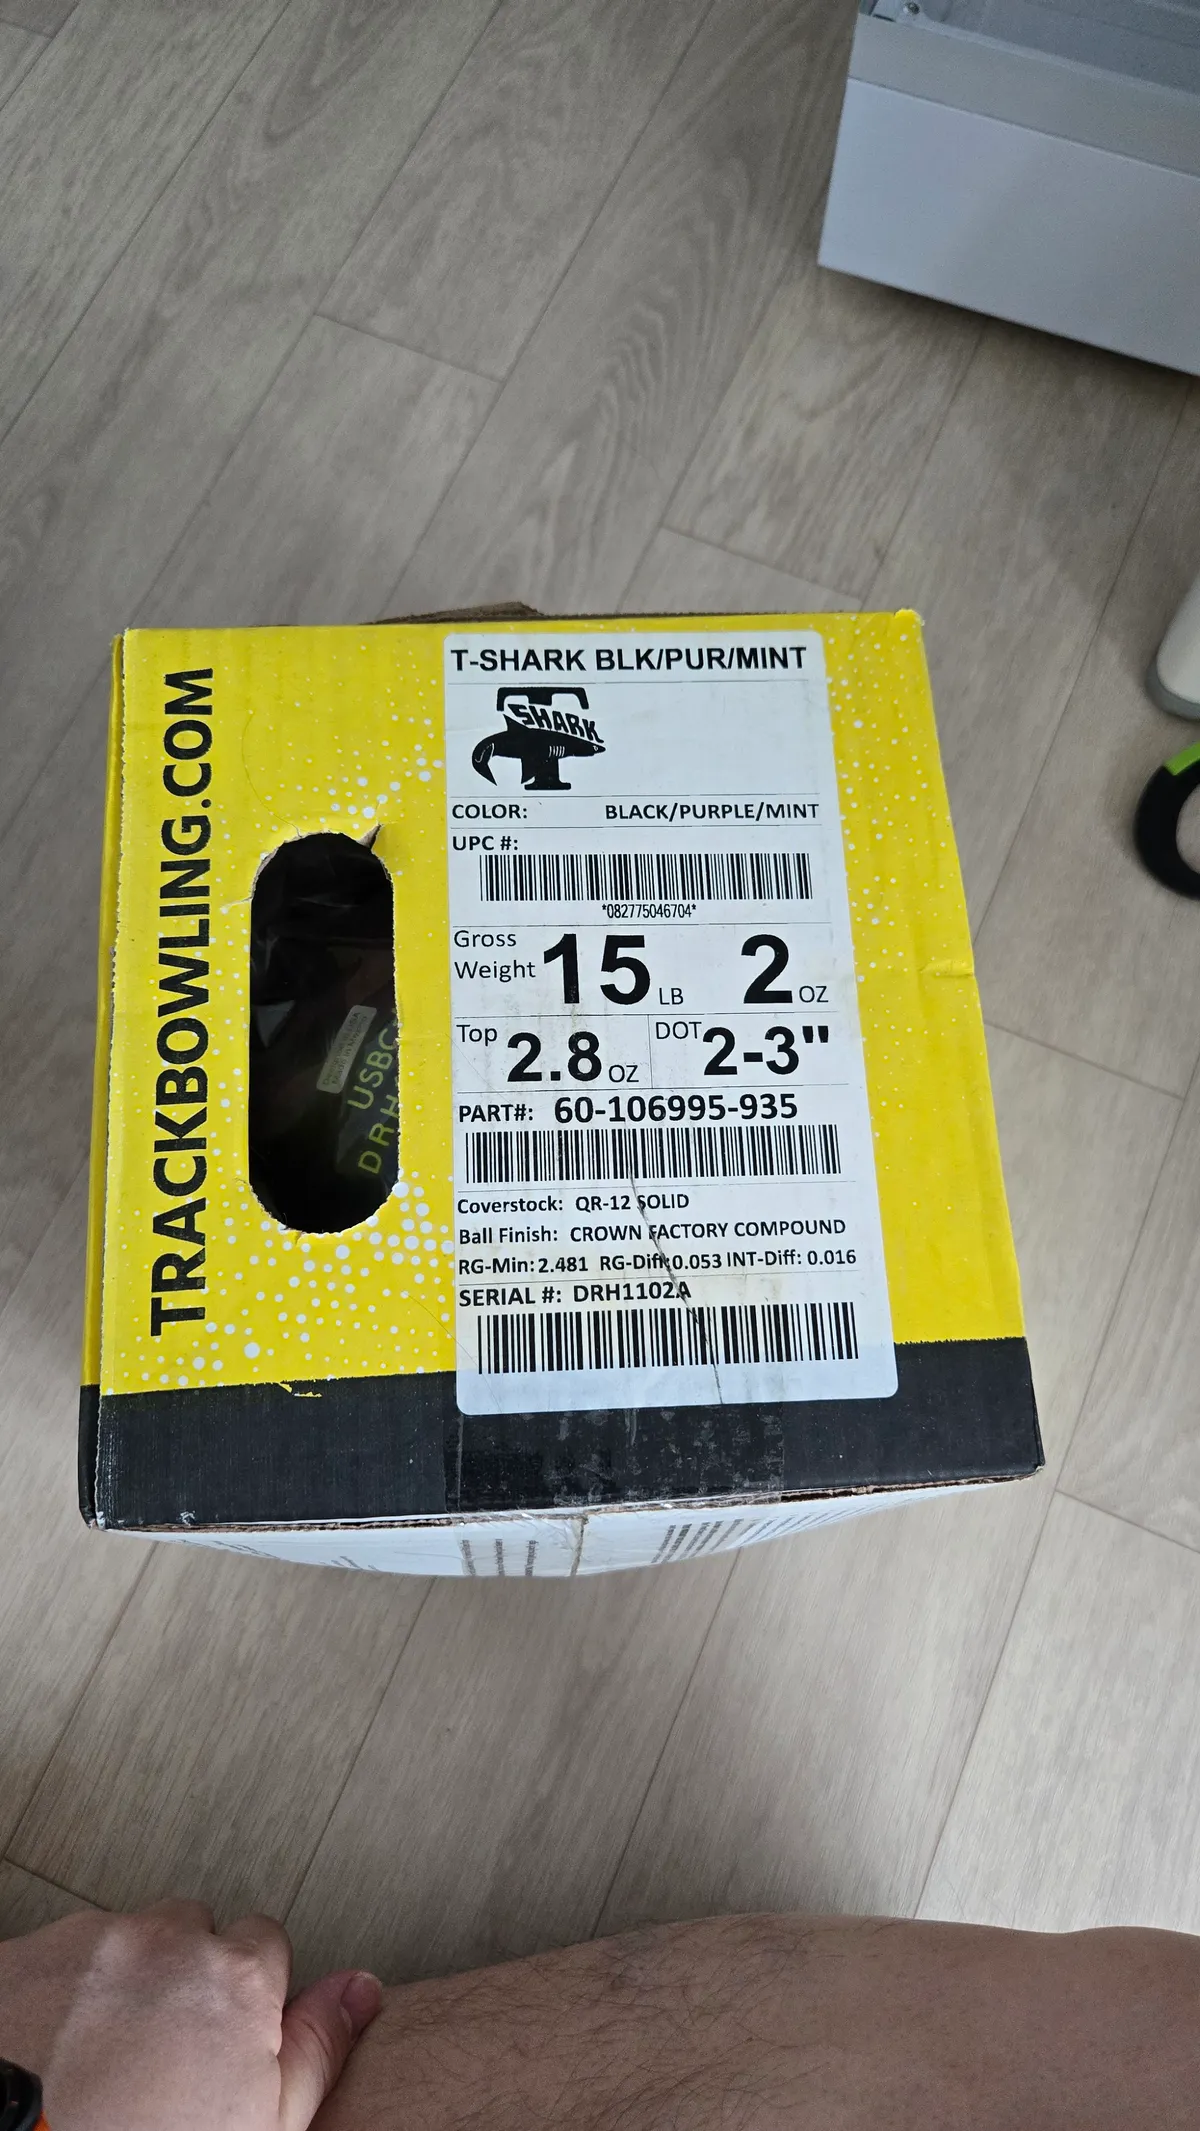 TRACKBOWLING.COM
T-SHARK BLK/PUR/MINT
T
SHARK
COLOR: BLACK/PURPLE/MINT
UPC #:
*082775046704*
Gross Weight 15 LB 2 OZ
Top 2.8 OZ DOT 2-3"
PART#: 60-106995-935
Coverstock: QR-12 SOLID
Ball Finish: CROWN FACTORY COMPOUND
RG-Min: 2.481 RG-Diff: 0.053 INT-Diff: 0.016
SERIAL #: DRH1102A
USBC
DRH